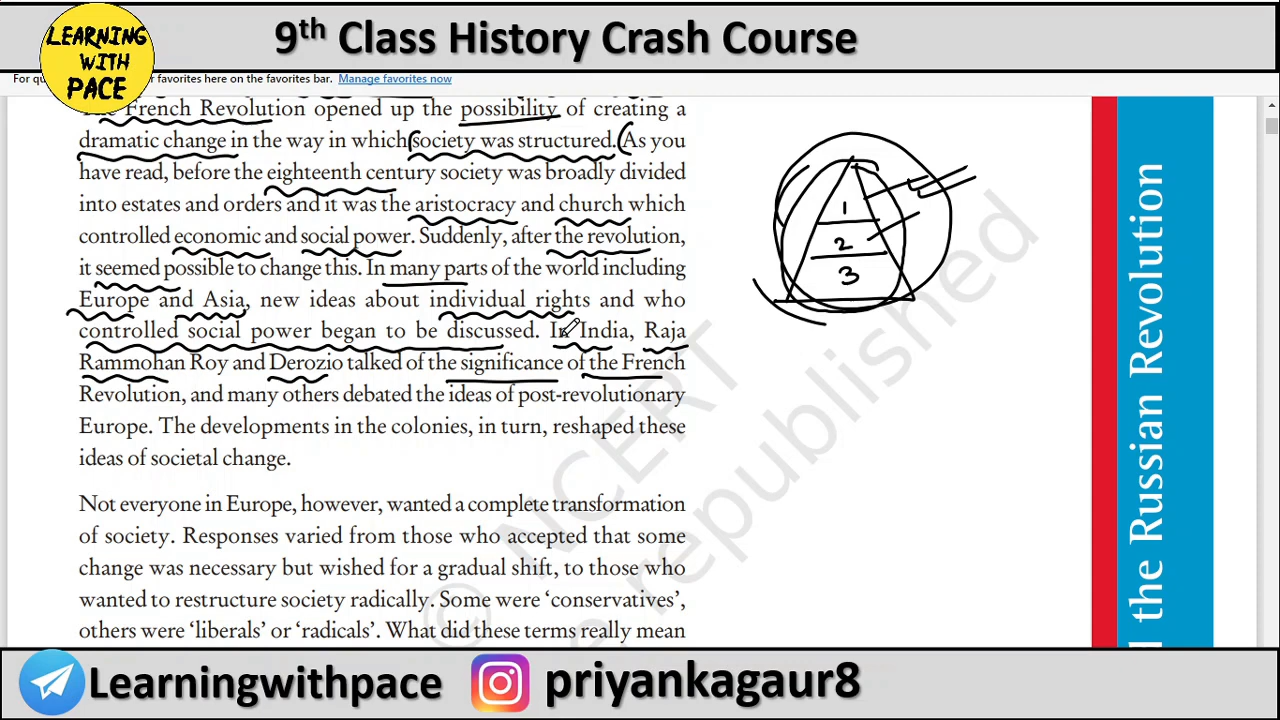 LEARNING
WITH
PACE
9th Class History Crash Course
For qu
r favorites here on the favorites bar. Manage favorites now
The French Revolution opened up the possibility of creating a
dramatic change in the way in which society was structured. As you
have read, before the eighteenth century society was broadly divided
into estates and orders and it was the aristocracy and church which
controlled economic and social power. Suddenly, after the revolution,
it seemed possible to change this. In many parts of the world including
Europe and Asia, new ideas about individual rights and who
controlled social power began to be discussed. In India, Raja
Rammohan Roy and Derozio talked of the significance of the French
Revolution, and many others debated the ideas of post-revolutionary
Europe. The developments in the colonies, in turn, reshaped these
ideas of societal change.
Not everyone in Europe, however, wanted a complete transformation
of society. Responses varied from those who accepted that some
change was necessary but wished for a gradual shift, to those who
wanted to restructure society radically. Some were ‘conservatives’,
others were ‘liberals’ or ‘radicals’. What did these terms really mean
1
2
3
© NCERT
republished
the Russian Revolution
Learningwithpace
priyankagaur8